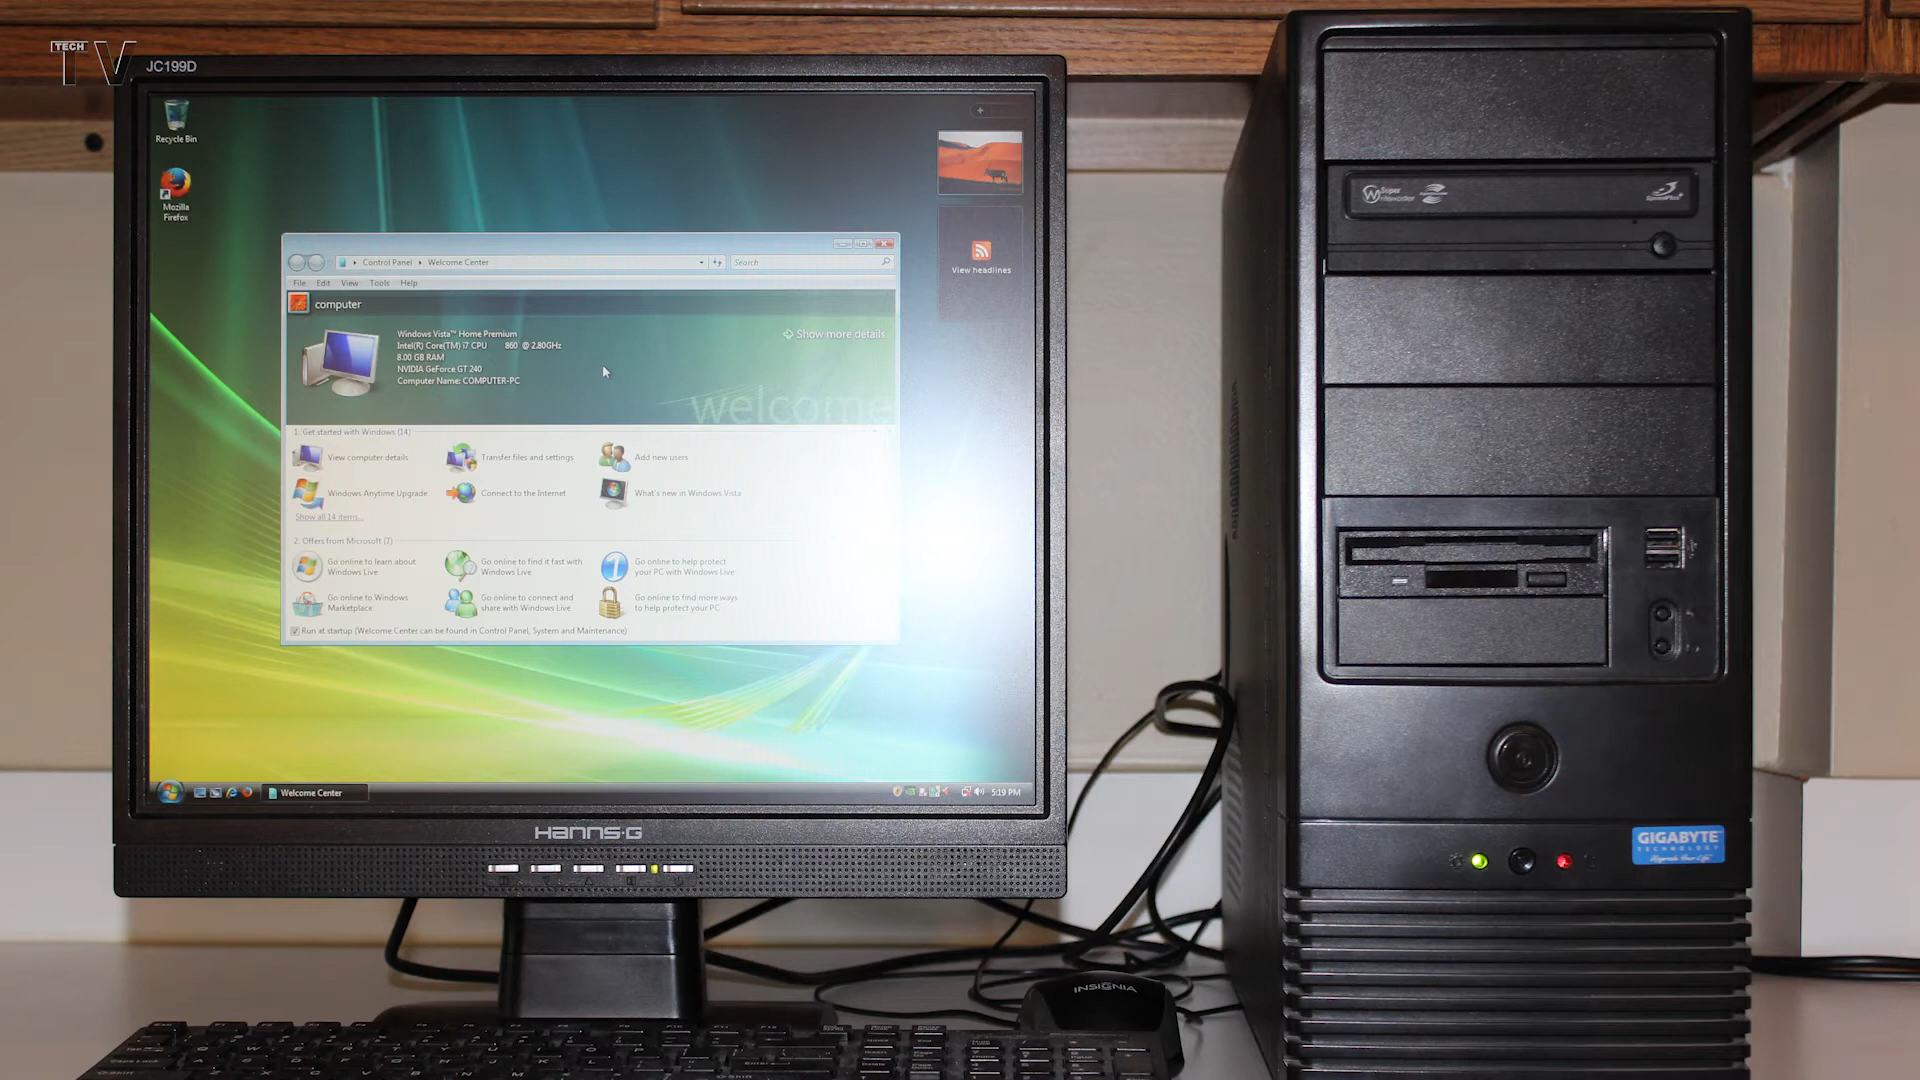 TECH
TV
JC199D
Recycle Bin
Mozilla
Firefox
View headlines
Control Panel
Welcome Center
Search
File Edit View Tools Help
computer
Windows Vista™ Home Premium
Intel(R) Core(TM) i7 CPU 860 @ 2.80GHz
8.00 GB RAM
NVIDIA GeForce GT 240
Computer Name: COMPUTER-PC
Show more details
welcome
1. Get started with Windows (14)
View computer details
Transfer files and settings
Add new users
Windows Anytime Upgrade
Connect to the Internet
What's new in Windows Vista
Show all 14 items...
2. Offers from Microsoft (7)
Go online to learn about
Windows Live
Go online to find it fast with
Windows Live
Go online to help protect
your PC with Windows Live
Go online to Windows
Marketplace
Go online to connect and
share with Windows Live
Go online to find more ways
to help protect your PC
Run at startup (Welcome Center can be found in Control Panel, System and Maintenance)
Welcome Center
5:19 PM
HANNS·G
Super
WriteMaster
GIGABYTE
TECHNOLOGY
Upgrade Your Life
INSIGNIA